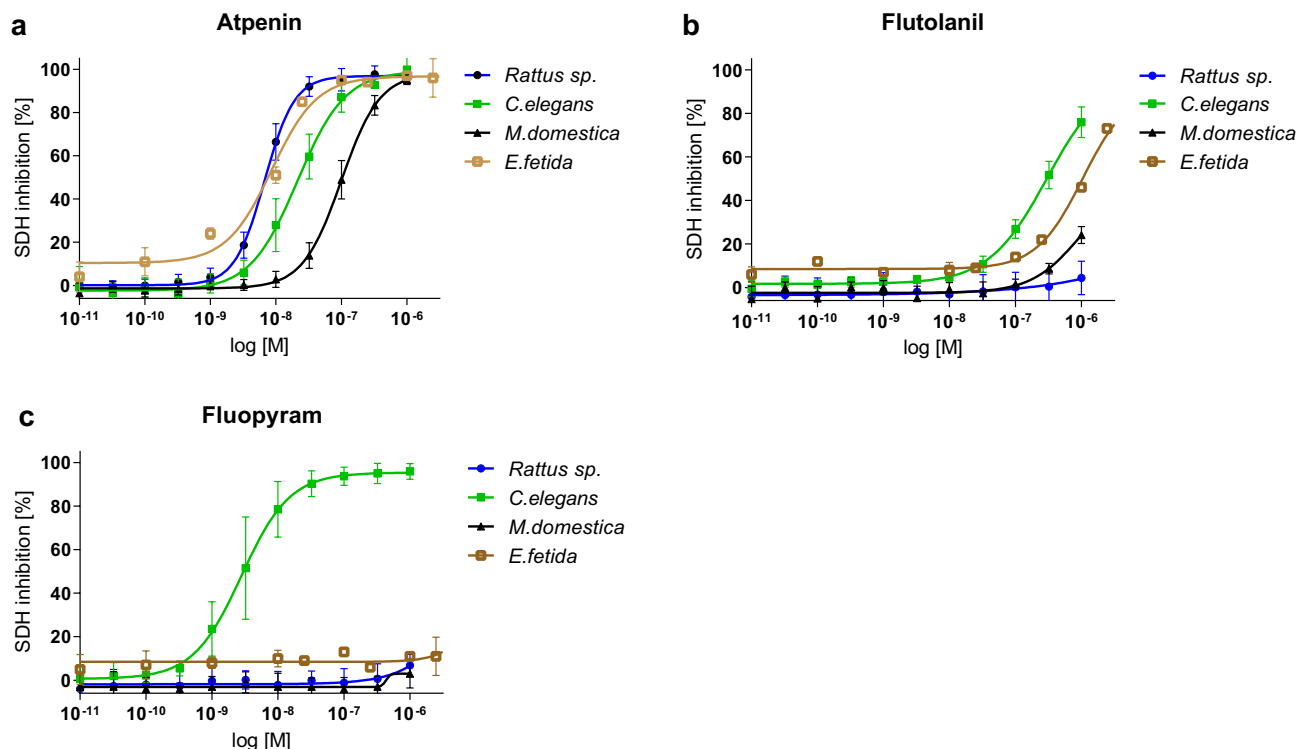 a
Atpenin
SDH inhibition [%]
100
80
60
40
20
0
10-11
10-10
10-9
10-8
10-7
10-6
log [M]
Rattus sp.
C.elegans
M.domestica
E.fetida
b
Flutolanil
SDH inhibition [%]
100
80
60
40
20
0
10-11
10-10
10-9
10-8
10-7
10-6
log [M]
Rattus sp.
C.elegans
M.domestica
E.fetida
c
Fluopyram
SDH inhibition [%]
100
80
60
40
20
0
10-11
10-10
10-9
10-8
10-7
10-6
log [M]
Rattus sp.
C.elegans
M.domestica
E.fetida